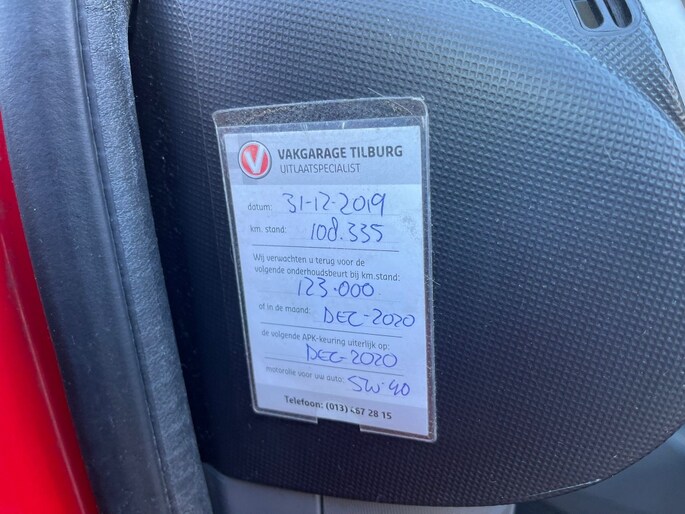 V VAKGARAGE TILBURG
UITLAATSPECIALIST
datum: 31-12-2019
km. stand: 108.335
Wij verwachten u terug voor de
volgende onderhoudsbeurt bij km.stand:
123.000
of in de maand: DEC-2020
de volgende APK-keuring uiterlijk op:
DEC-2020
motorolie voor uw auto: 5W-40
Telefoon: (013) 467 28 15